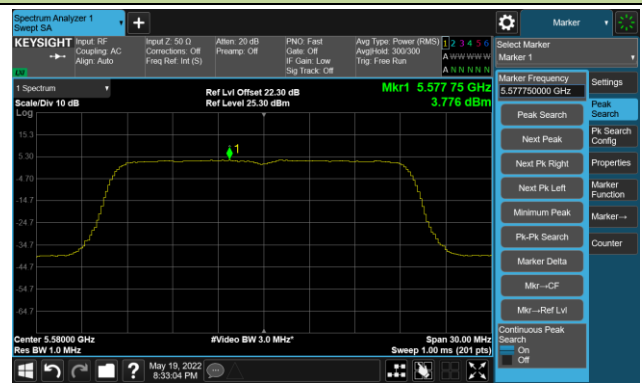 Spectrum Analyzer 1
Swept SA
+
KEYSIGHT
Input: RF
Coupling: AC
Align: Auto
Input Z: 50 Ω
Corrections: Off
Freq Ref: Int (S)
Atten: 20 dB
Preamp: Off
PNO: Fast
Gate: Off
IF Gain: Low
Sig Track: Off
Avg Type: Power (RMS)
Avg|Hold: 300/300
Trig: Free Run
1 2 3 4 5 6
A W W W W W
A N N N N N
LV
1 Spectrum
Scale/Div 10 dB
Log
Ref Lvl Offset 22.30 dB
Ref Level 25.30 dBm
Mkr1 5.577 75 GHz
3.776 dBm
15.3
5.30
-4.70
-14.7
-24.7
-34.7
-44.7
-54.7
-64.7
1
Center 5.58000 GHz
Res BW 1.0 MHz
#Video BW 3.0 MHz*
Span 30.00 MHz
Sweep 1.00 ms (201 pts)
May 19, 2022
8:33:04 PM
?
Marker
Select Marker
Marker 1
Marker Frequency
5.577750000 GHz
Peak Search
Next Peak
Next Pk Right
Next Pk Left
Minimum Peak
Pk-Pk Search
Marker Delta
Mkr→CF
Mkr→Ref Lvl
Continuous Peak
Search
On
Off
Settings
Peak
Search
Pk Search
Config
Properties
Marker
Function
Marker→
Counter